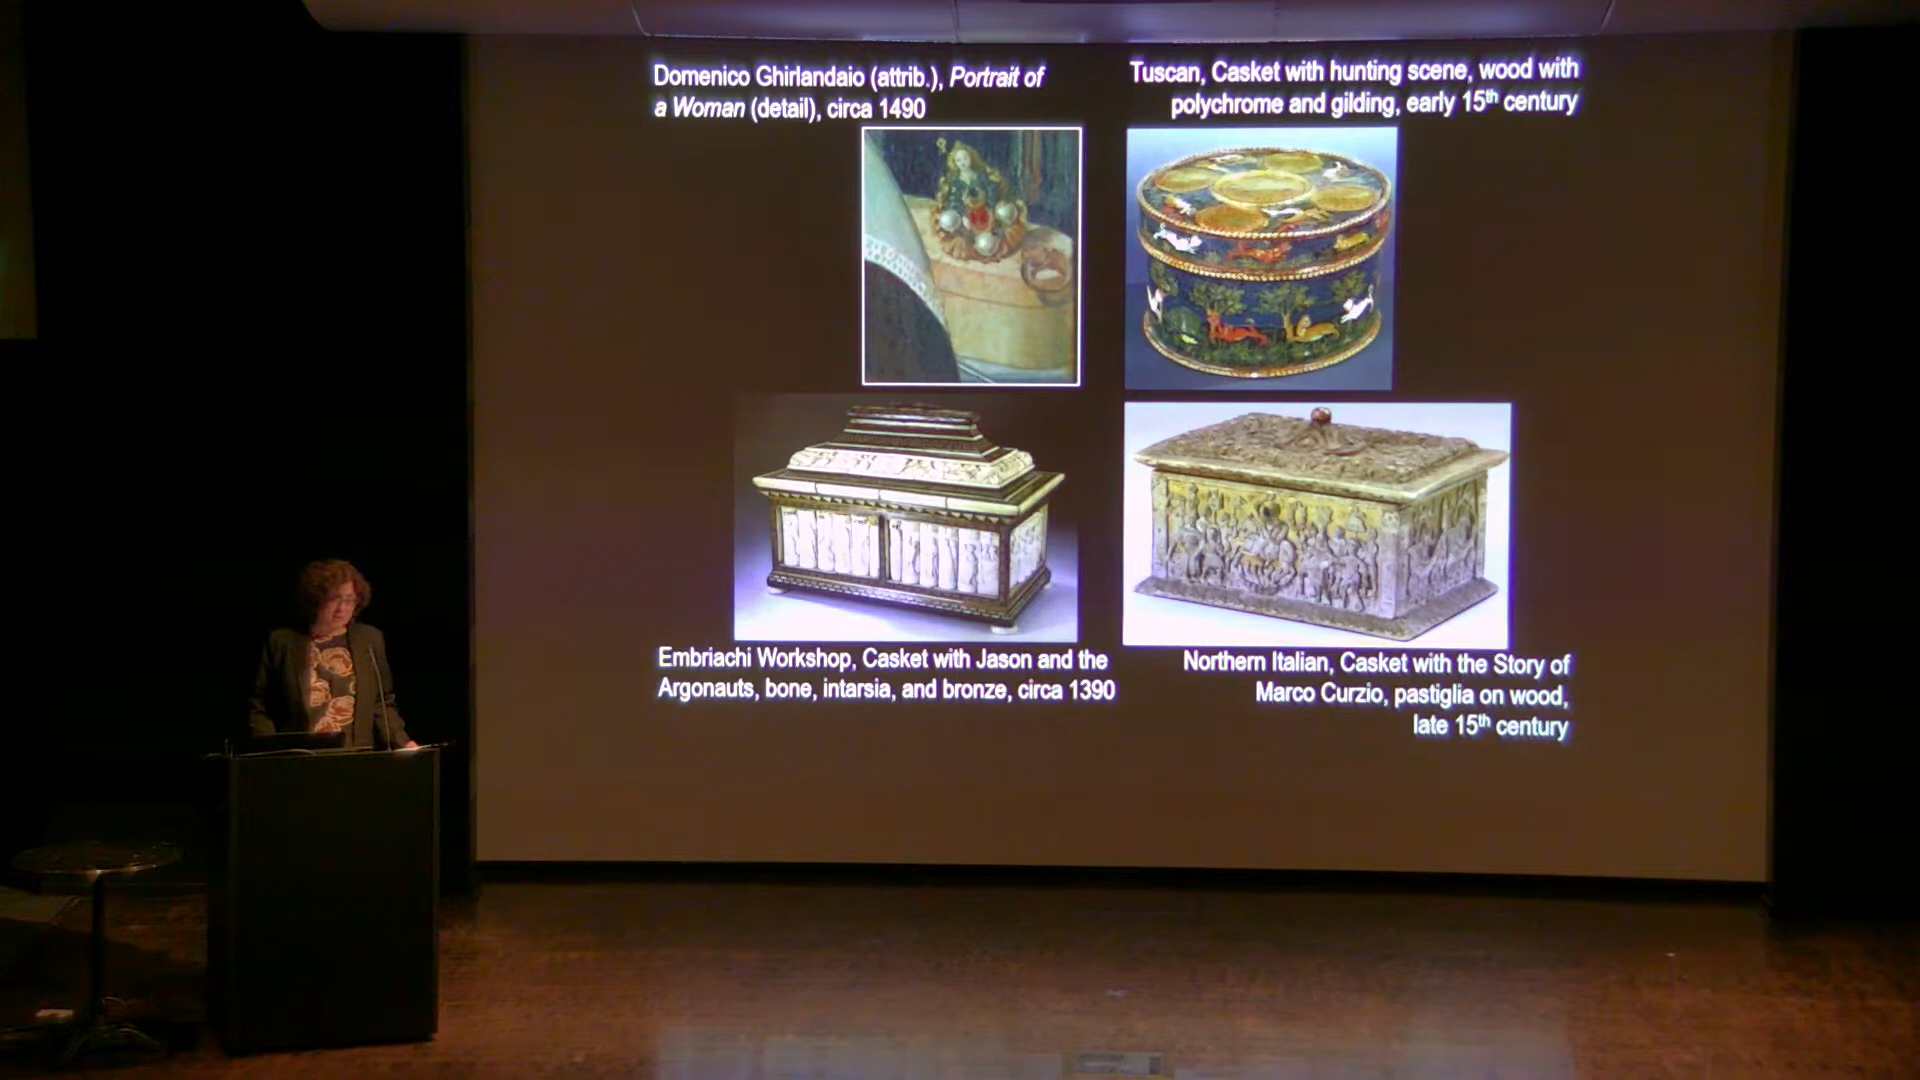 Domenico Ghirlandaio (attrib.), Portrait of
a Woman (detail), circa 1490
Tuscan, Casket with hunting scene, wood with
polychrome and gilding, early 15th century
Embriachi Workshop, Casket with Jason and the
Argonauts, bone, intarsia, and bronze, circa 1390
Northern Italian, Casket with the Story of
Marco Curzio, pastiglia on wood,
late 15th century